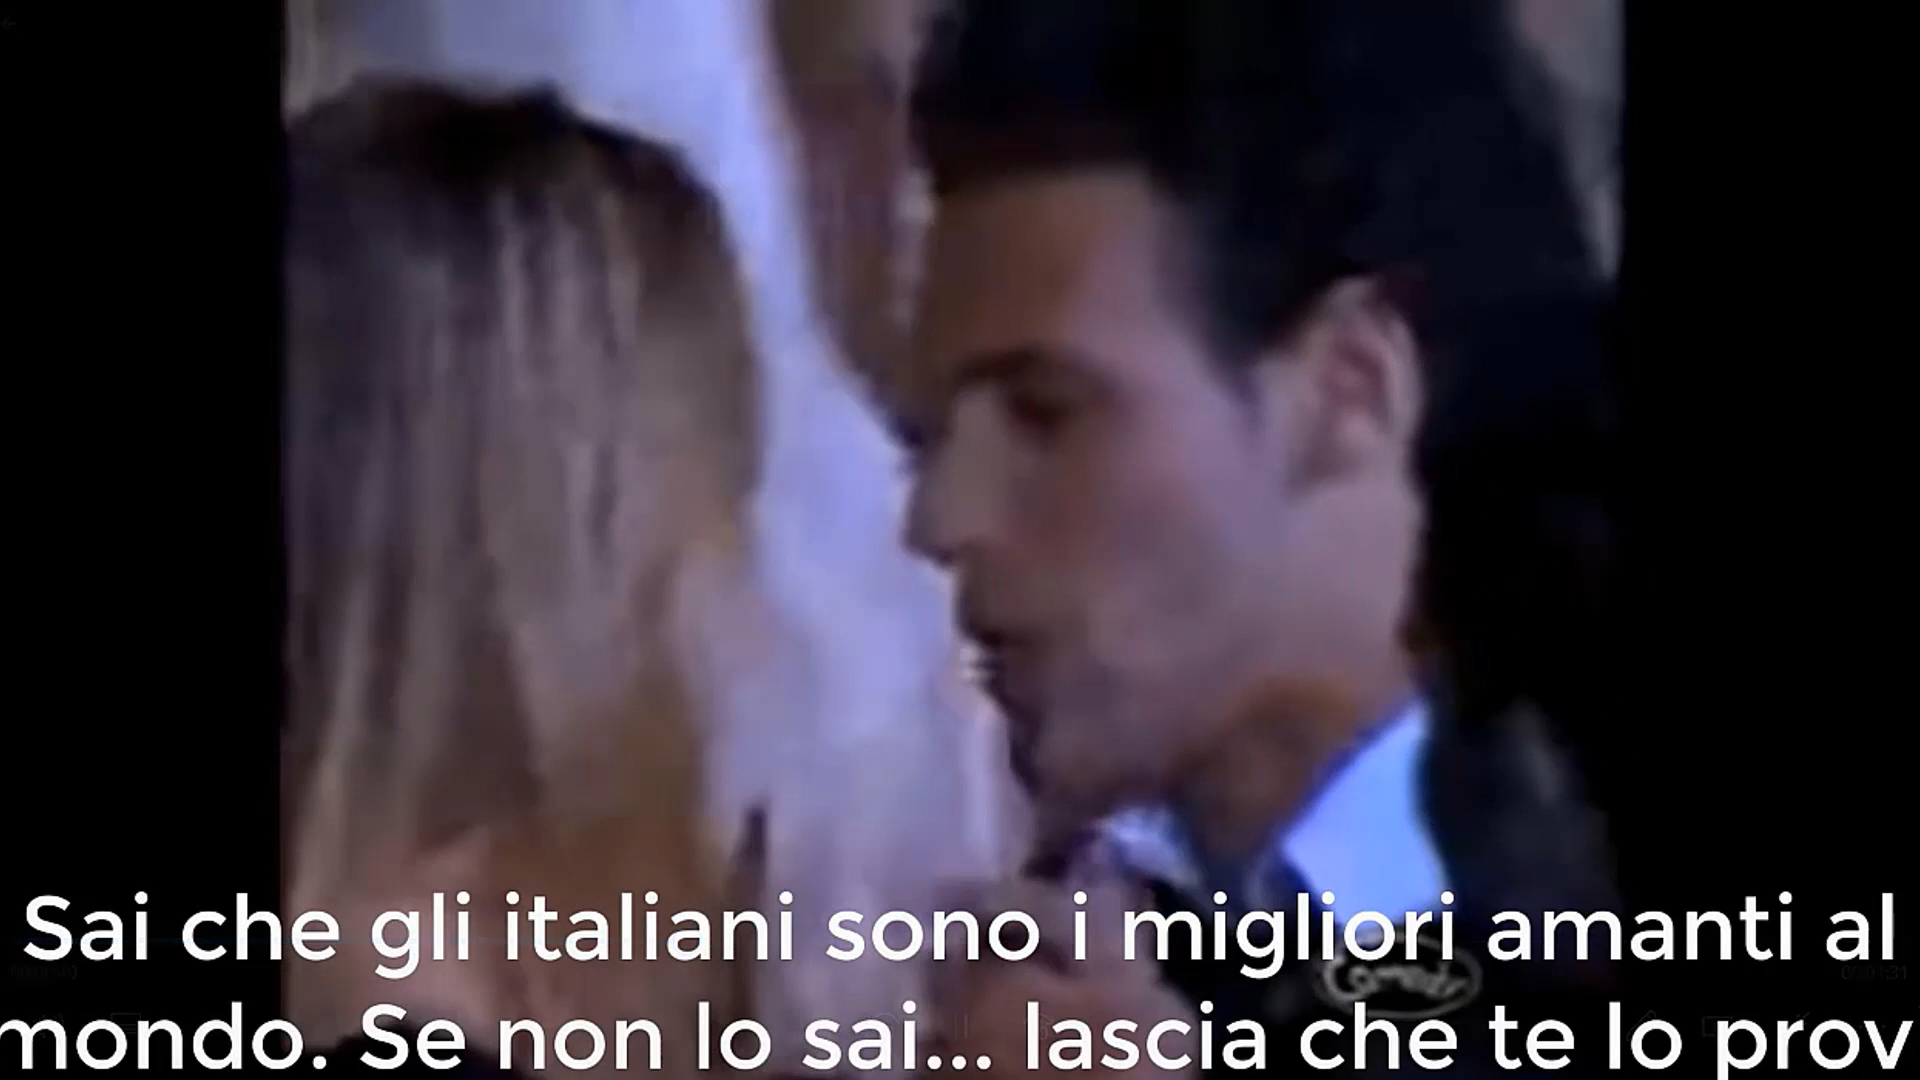 Sai che gli italiani sono i migliori amanti al
mondo. Se non lo sai... lascia che te lo prov